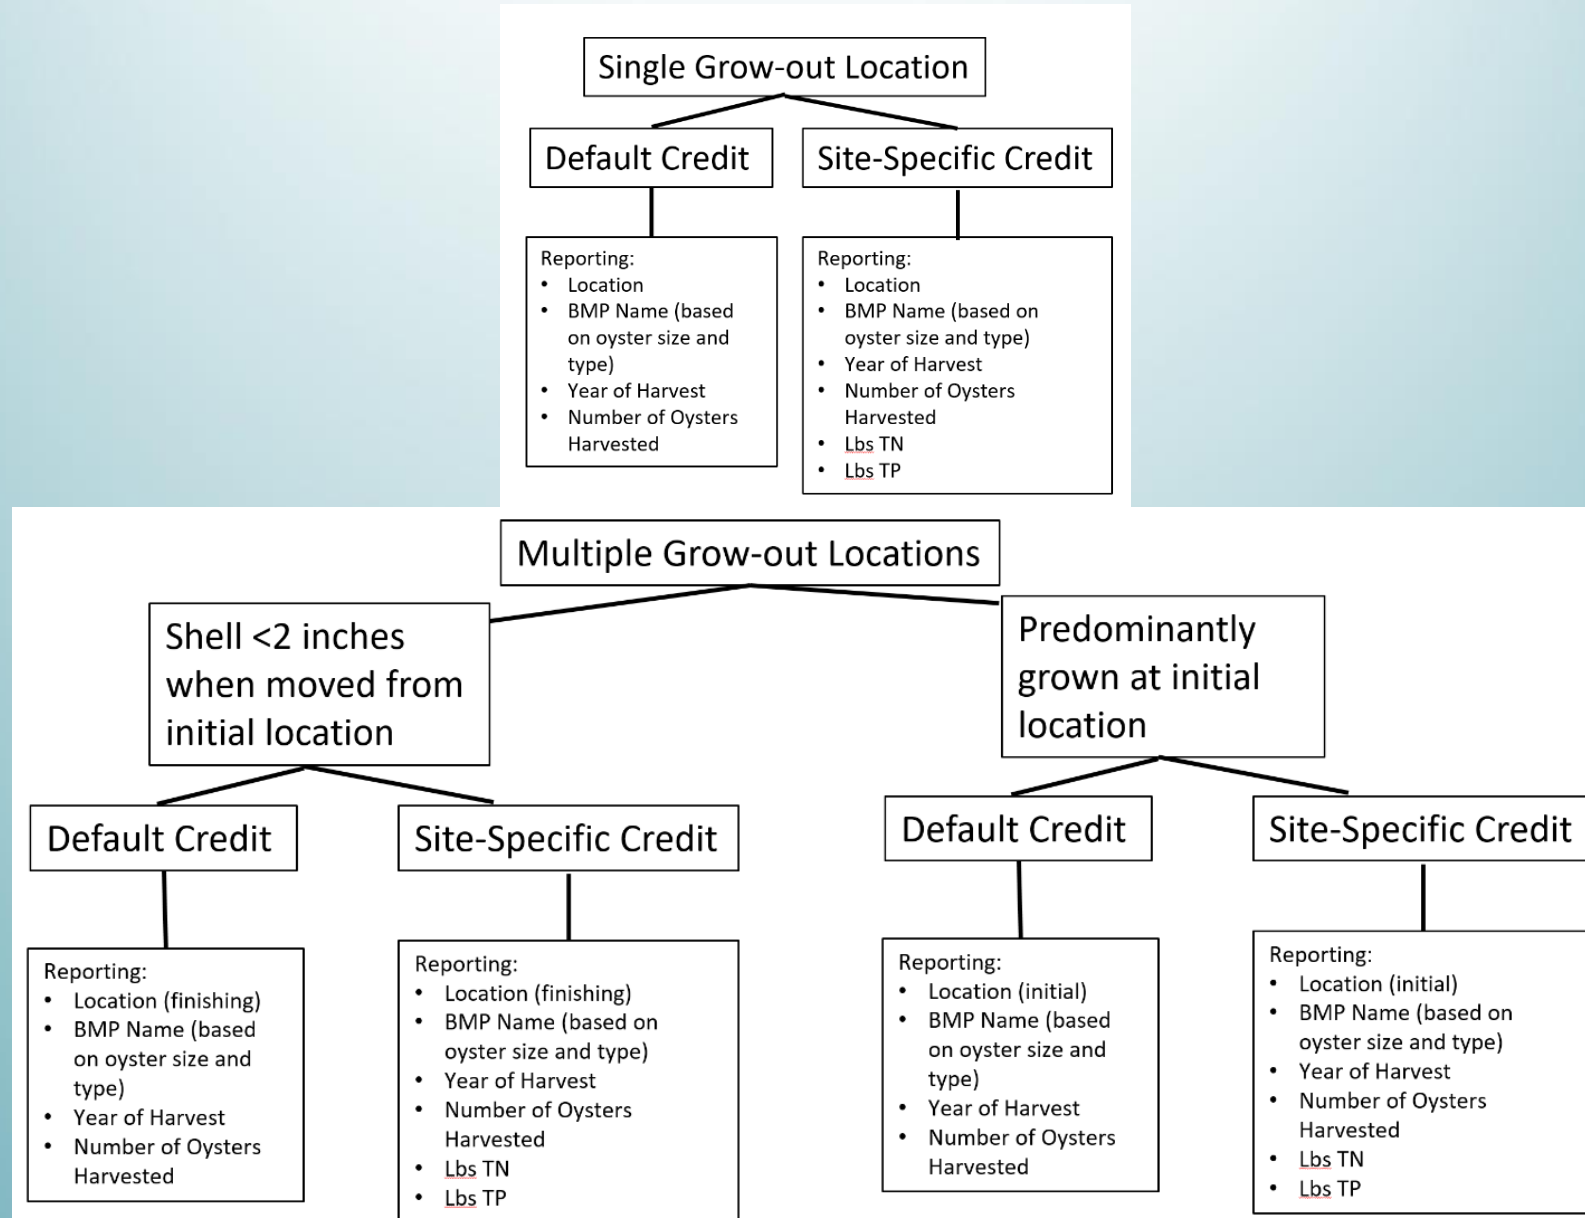 Single Grow-out Location
Default Credit
Site-Specific Credit
Reporting:
• Location
• BMP Name (based
on oyster size and
type)
• Year of Harvest
• Number of Oysters
Harvested
Reporting:
• Location
• BMP Name (based on
oyster size and type)
• Year of Harvest
• Number of Oysters
Harvested
• Lbs TN
• Lbs TP
Multiple Grow-out Locations
Shell <2 inches
when moved from
initial location
Predominantly
grown at initial
location
Default Credit
Site-Specific Credit
Default Credit
Site-Specific Credit
Reporting:
• Location (finishing)
• BMP Name (based
on oyster size and
type)
• Year of Harvest
• Number of Oysters
Harvested
Reporting:
• Location (finishing)
• BMP Name (based on
oyster size and type)
• Year of Harvest
• Number of Oysters
Harvested
• Lbs TN
• Lbs TP
Reporting:
• Location (initial)
• BMP Name (based
on oyster size and
type)
• Year of Harvest
• Number of Oysters
Harvested
Reporting:
• Location (initial)
• BMP Name (based on
oyster size and type)
• Year of Harvest
• Number of Oysters
Harvested
• Lbs TN
• Lbs TP